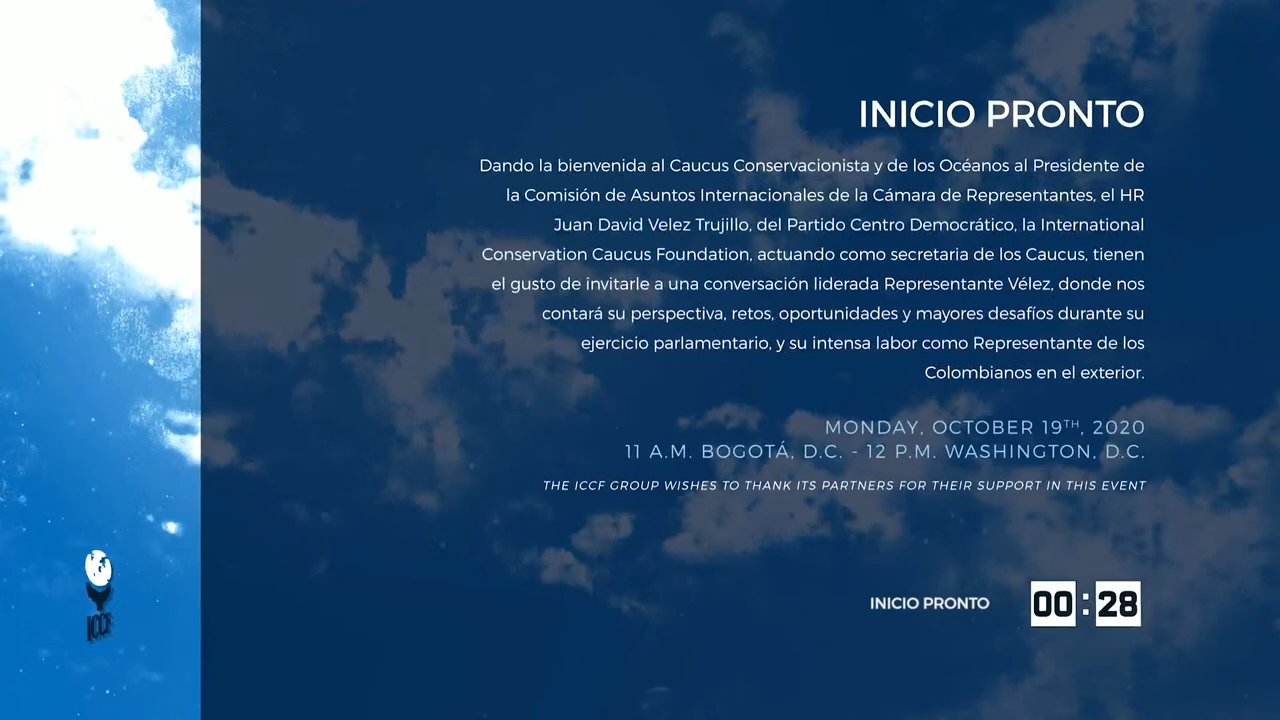 INICIO PRONTO
Dando la bienvenida al Caucus Conservacionista y de los Océanos al Presidente de
la Comisión de Asuntos Internacionales de la Cámara de Representantes, el HR
Juan David Velez Trujillo, del Partido Centro Democrático, la International
Conservation Caucus Foundation, actuando como secretaria de los Caucus, tienen
el gusto de invitarle a una conversación liderada Representante Vélez, donde nos
contará su perspectiva, retos, oportunidades y mayores desafíos durante su
ejercicio parlamentario, y su intensa labor como Representante de los
Colombianos en el exterior.
MONDAY, OCTOBER 19TH, 2020
11 A.M. BOGOTÁ, D.C. - 12 P.M. WASHINGTON, D.C.
THE ICCF GROUP WISHES TO THANK ITS PARTNERS FOR THEIR SUPPORT IN THIS EVENT
INICIO PRONTO 00:28
ICCF